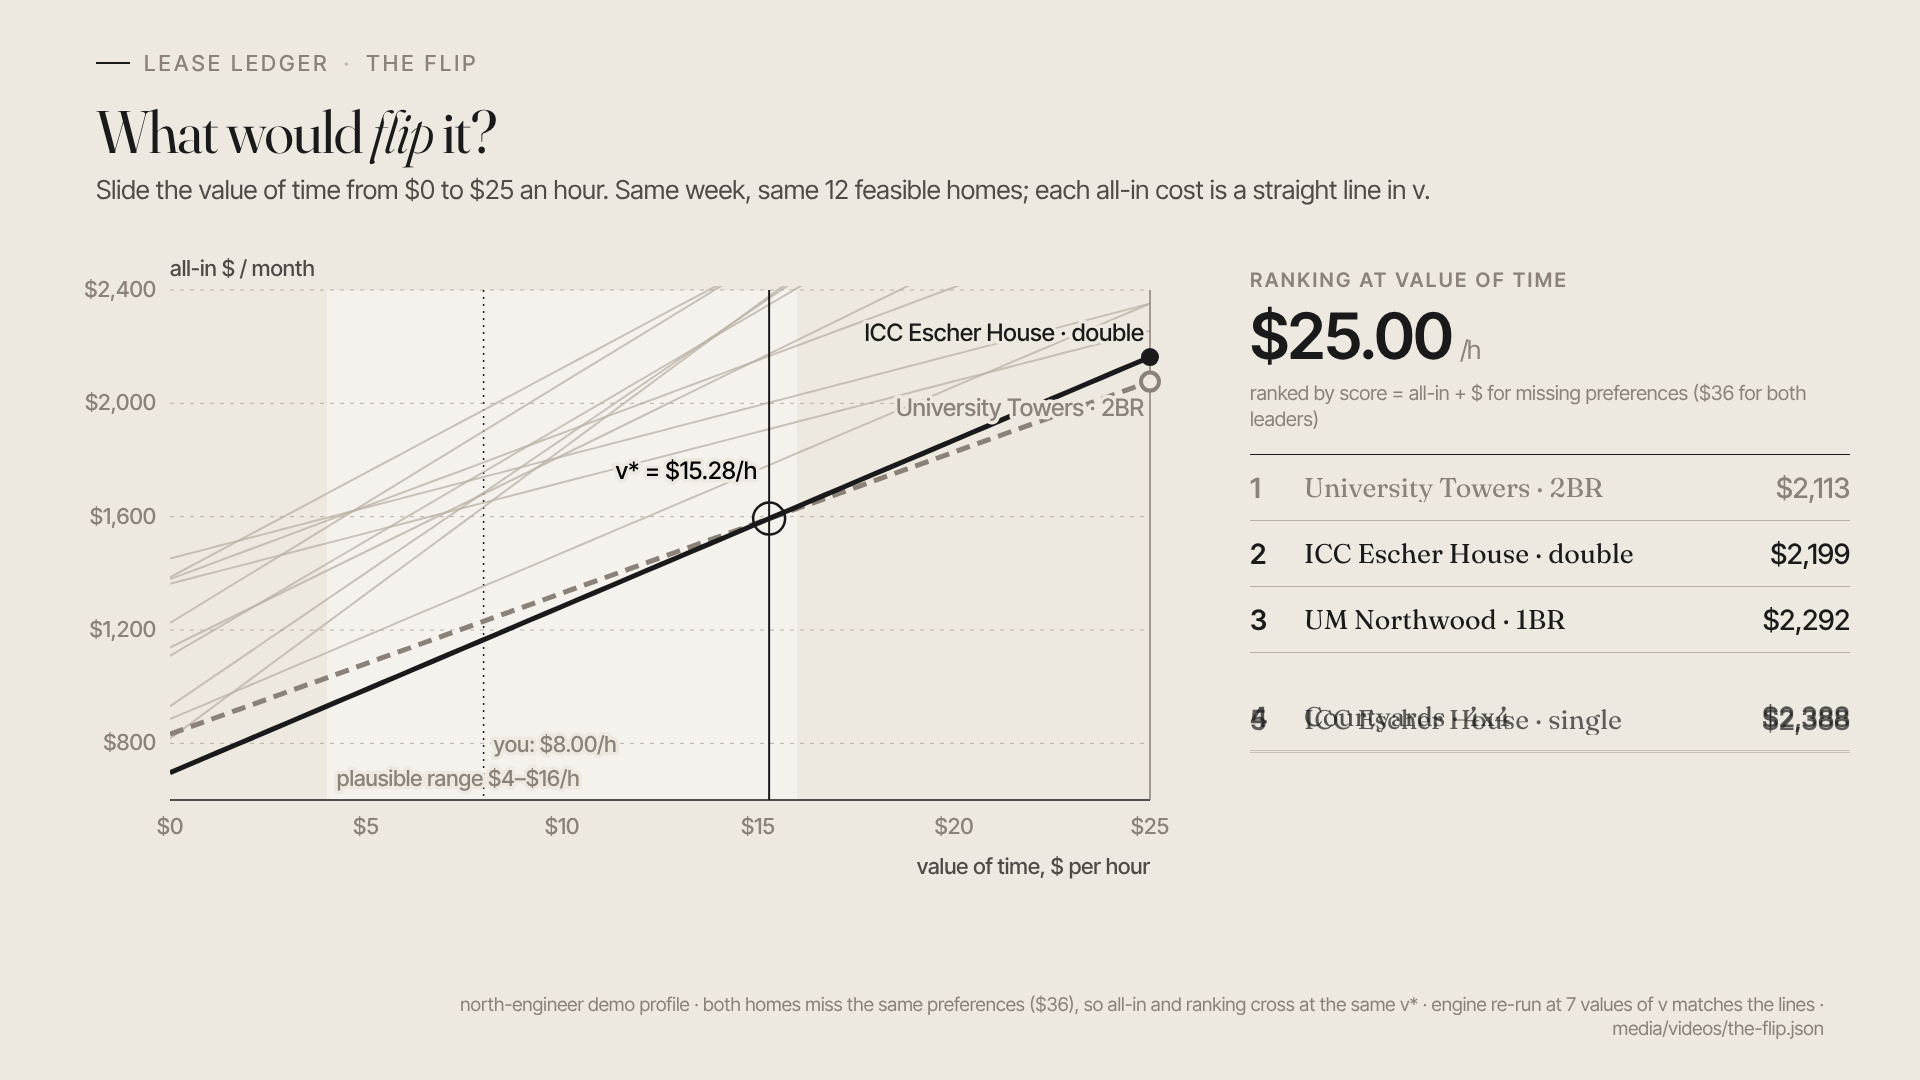 LEASE LEDGER · THE FLIP
What would flip it?
Slide the value of time from $0 to $25 an hour. Same week, same 12 feasible homes; each all-in cost is a straight line in v.
all-in $ / month
$2,400
$2,000
$1,600
$1,200
$800
ICC Escher House · double
University Towers · 2BR
v* = $15.28/h
you: $8.00/h
plausible range $4–$16/h
$0
$5
$10
$15
$20
$25
value of time, $ per hour
RANKING AT VALUE OF TIME
$25.00 /h
ranked by score = all-in + $ for missing preferences ($36 for both
leaders)
1 University Towers · 2BR $2,113
2 ICC Escher House · double $2,199
3 UM Northwood · 1BR $2,292
ICC Escher House · single
north-engineer demo profile · both homes miss the same preferences ($36), so all-in and ranking cross at the same v* · engine re-run at 7 values of v matches the lines ·
media/videos/the-flip.json